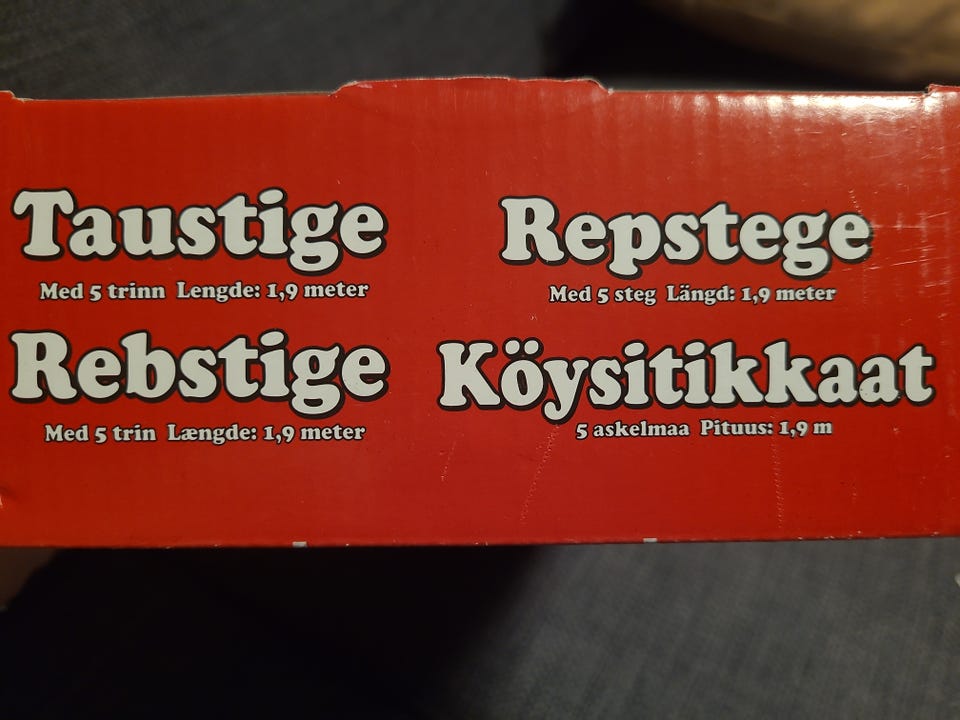 Taustige
Med 5 trinn Lengde: 1,9 meter
Repstege
Med 5 steg Längd: 1,9 meter
Rebstige
Med 5 trin Længde: 1,9 meter
Köysitikkaat
5 askelmaa Pituus: 1,9 m